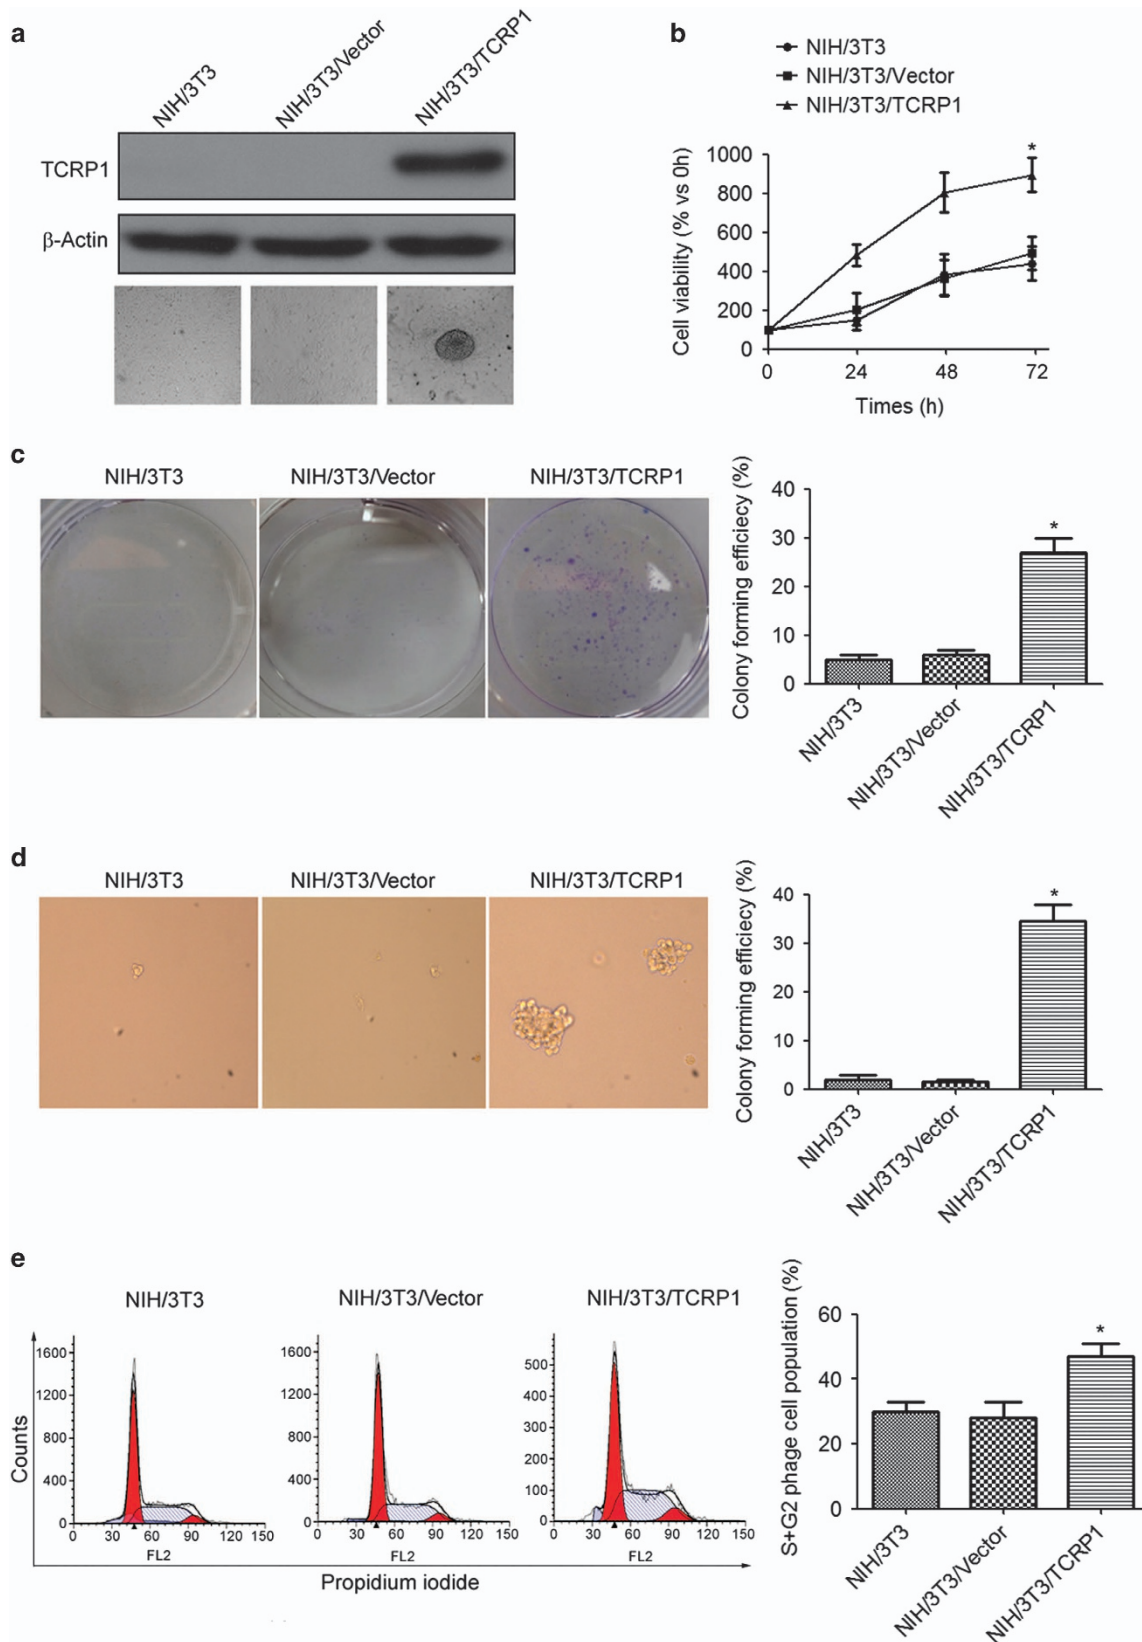 a
NIH/3T3
NIH/3T3/Vector
NIH/3T3/TCRP1
TCRP1
β-Actin
b
NIH/3T3
NIH/3T3/Vector
NIH/3T3/TCRP1
Cell viability (% vs 0h)
1000
800
600
400
200
0
*
0 24 48 72
Times (h)
c
NIH/3T3 NIH/3T3/Vector NIH/3T3/TCRP1
Colony forming efficiecy (%)
40
30
20
10
0
*
NIH/3T3
NIH/3T3/Vector
NIH/3T3/TCRP1
d
NIH/3T3 NIH/3T3/Vector NIH/3T3/TCRP1
Colony forming efficiecy (%)
40
30
20
10
0
*
NIH/3T3
NIH/3T3/Vector
NIH/3T3/TCRP1
e
NIH/3T3 NIH/3T3/Vector NIH/3T3/TCRP1
Counts
1600
1200
800
400
0
0 30 60 90 120 150
FL2
1600
1200
800
400
0
0 30 60 90 120 150
FL2
500
400
300
200
100
0
0 30 60 90 120 150
FL2
Propidium iodide
S+G2 phage cell population (%)
60
40
20
0
*
NIH/3T3
NIH/3T3/Vector
NIH/3T3/TCRP1